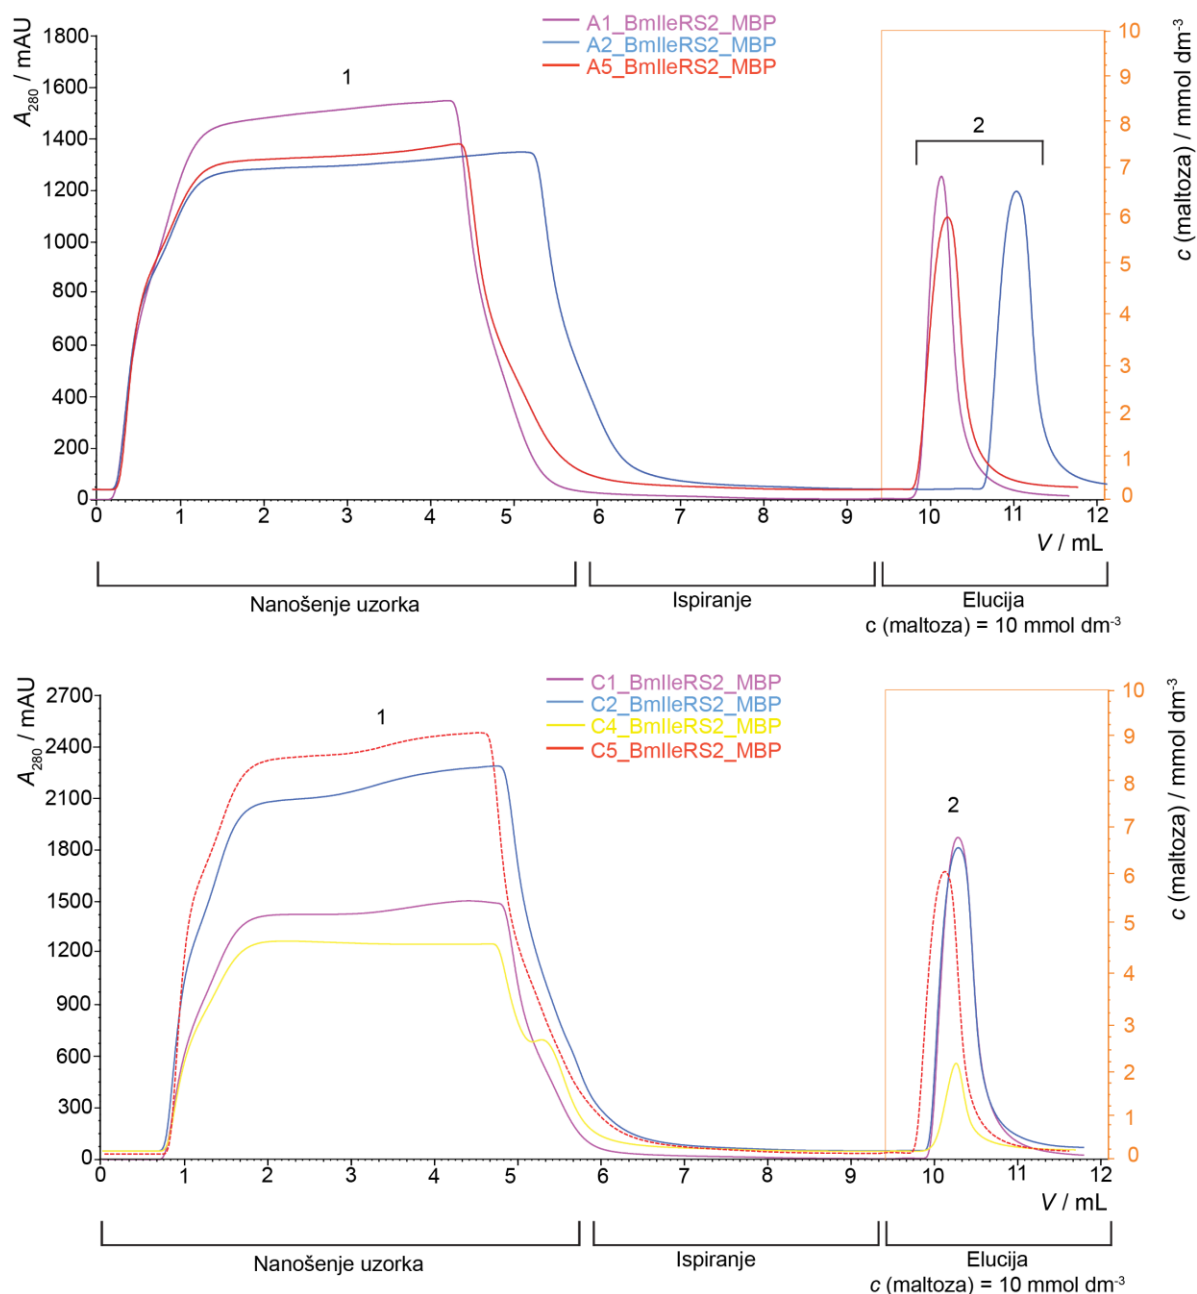 A1_BmIleRS2_MBP
A2_BmIleRS2_MBP
A5_BmIleRS2_MBP
A280 / mAU
1800
1600
1400
1200
1000
800
600
400
200
0
1
2
10
9
8
7
6
5
4
3
2
1
0
c (maltoza) / mmol dm-3
0 1 2 3 4 5 6 7 8 9 10 11 12
V / mL
Nanošenje uzorka
Ispiranje
Elucija
c (maltoza) = 10 mmol dm-3
C1_BmIleRS2_MBP
C2_BmIleRS2_MBP
C4_BmIleRS2_MBP
C5_BmIleRS2_MBP
A280 / mAU
2700
2400
2100
1800
1500
1200
900
600
300
0
1
2
10
9
8
7
6
5
4
3
2
1
0
c (maltoza) / mmol dm-3
0 1 2 3 4 5 6 7 8 9 10 11 12
V / mL
Nanošenje uzorka
Ispiranje
Elucija
c (maltoza) = 10 mmol dm-3